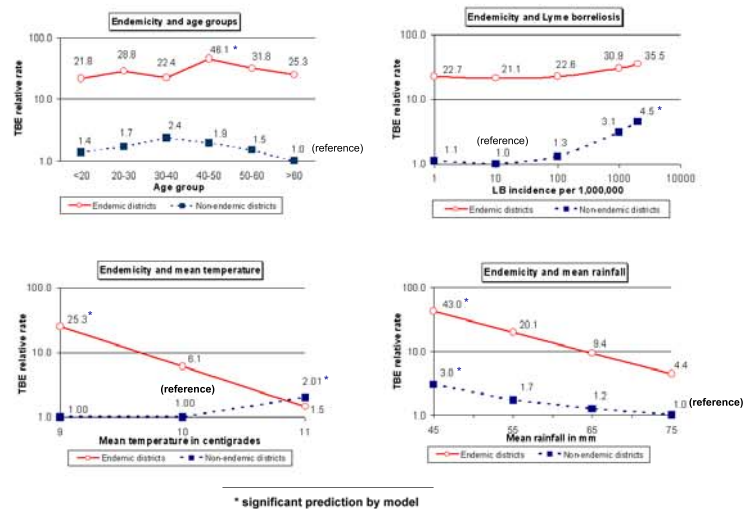 Endemicity and age groups
TBE relative rate
100.0
10.0
1.0
21.8 28.8 22.4 46.1 * 31.8 25.3
1.4 1.7 2.4 1.9 1.5 1.0 (reference)
<20 20-30 30-40 40-50 50-60 >60
Age group
Endemic districts Non-endemic districts
Endemicity and Lyme borreliosis
TBE relative rate
100.0
10.0
1.0
22.7 21.1 22.6 30.9 35.5
1.1 (reference) 1.0 1.3 3.1 4.5 *
1 10 100 1000 10000
LB incidence per 1,000,000
Endemic districts Non-endemic districts
Endemicity and mean temperature
TBE relative rate
100.0
10.0
1.0
25.3 * 6.1 1.5
1.00 (reference) 1.00 2.01 *
9 10 11
Mean temperature in centigrades
Endemic districts Non-endemic districts
Endemicity and mean rainfall
TBE relative rate
100.0
10.0
1.0
43.0 * 20.1 9.4 4.4
3.0 * 1.7 1.2 1.0 (reference)
45 55 65 75
Mean rainfall in mm
Endemic districts Non-endemic districts
* significant prediction by model